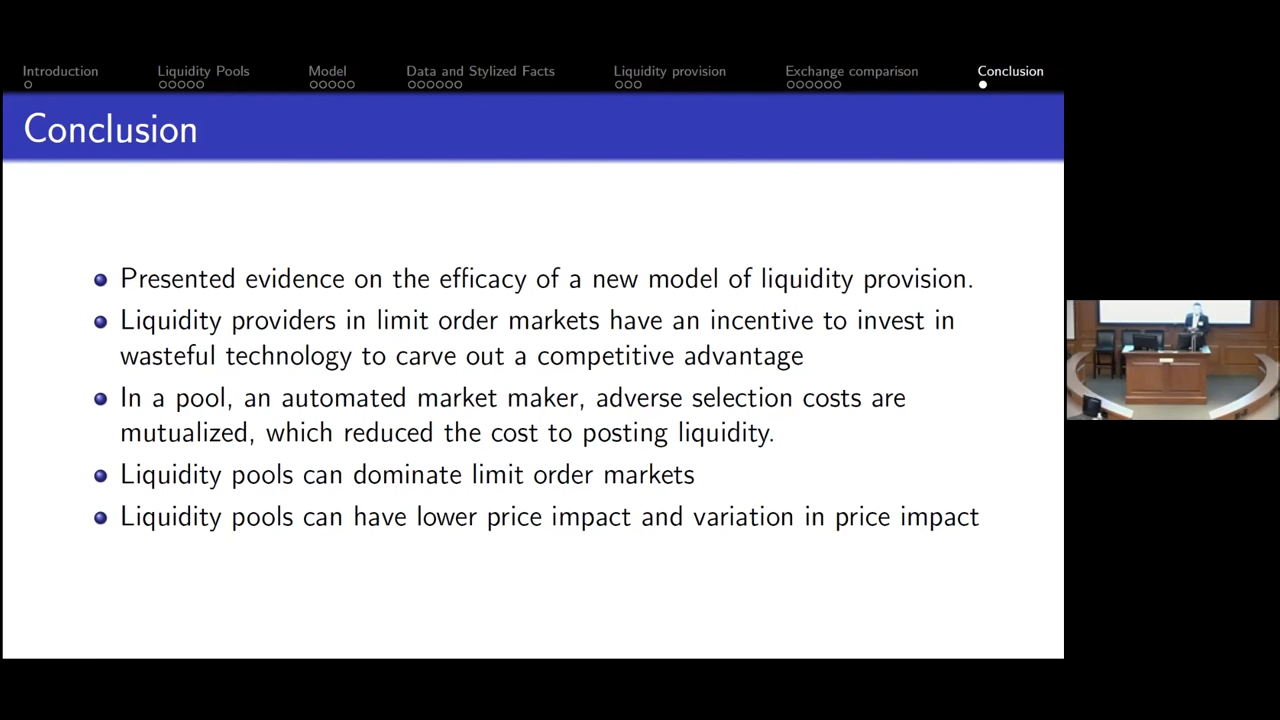 Introduction Liquidity Pools Model Data and Stylized Facts Liquidity provision Exchange comparison Conclusion
Conclusion
Presented evidence on the efficacy of a new model of liquidity provision.
Liquidity providers in limit order markets have an incentive to invest in
wasteful technology to carve out a competitive advantage
In a pool, an automated market maker, adverse selection costs are
mutualized, which reduced the cost to posting liquidity.
Liquidity pools can dominate limit order markets
Liquidity pools can have lower price impact and variation in price impact